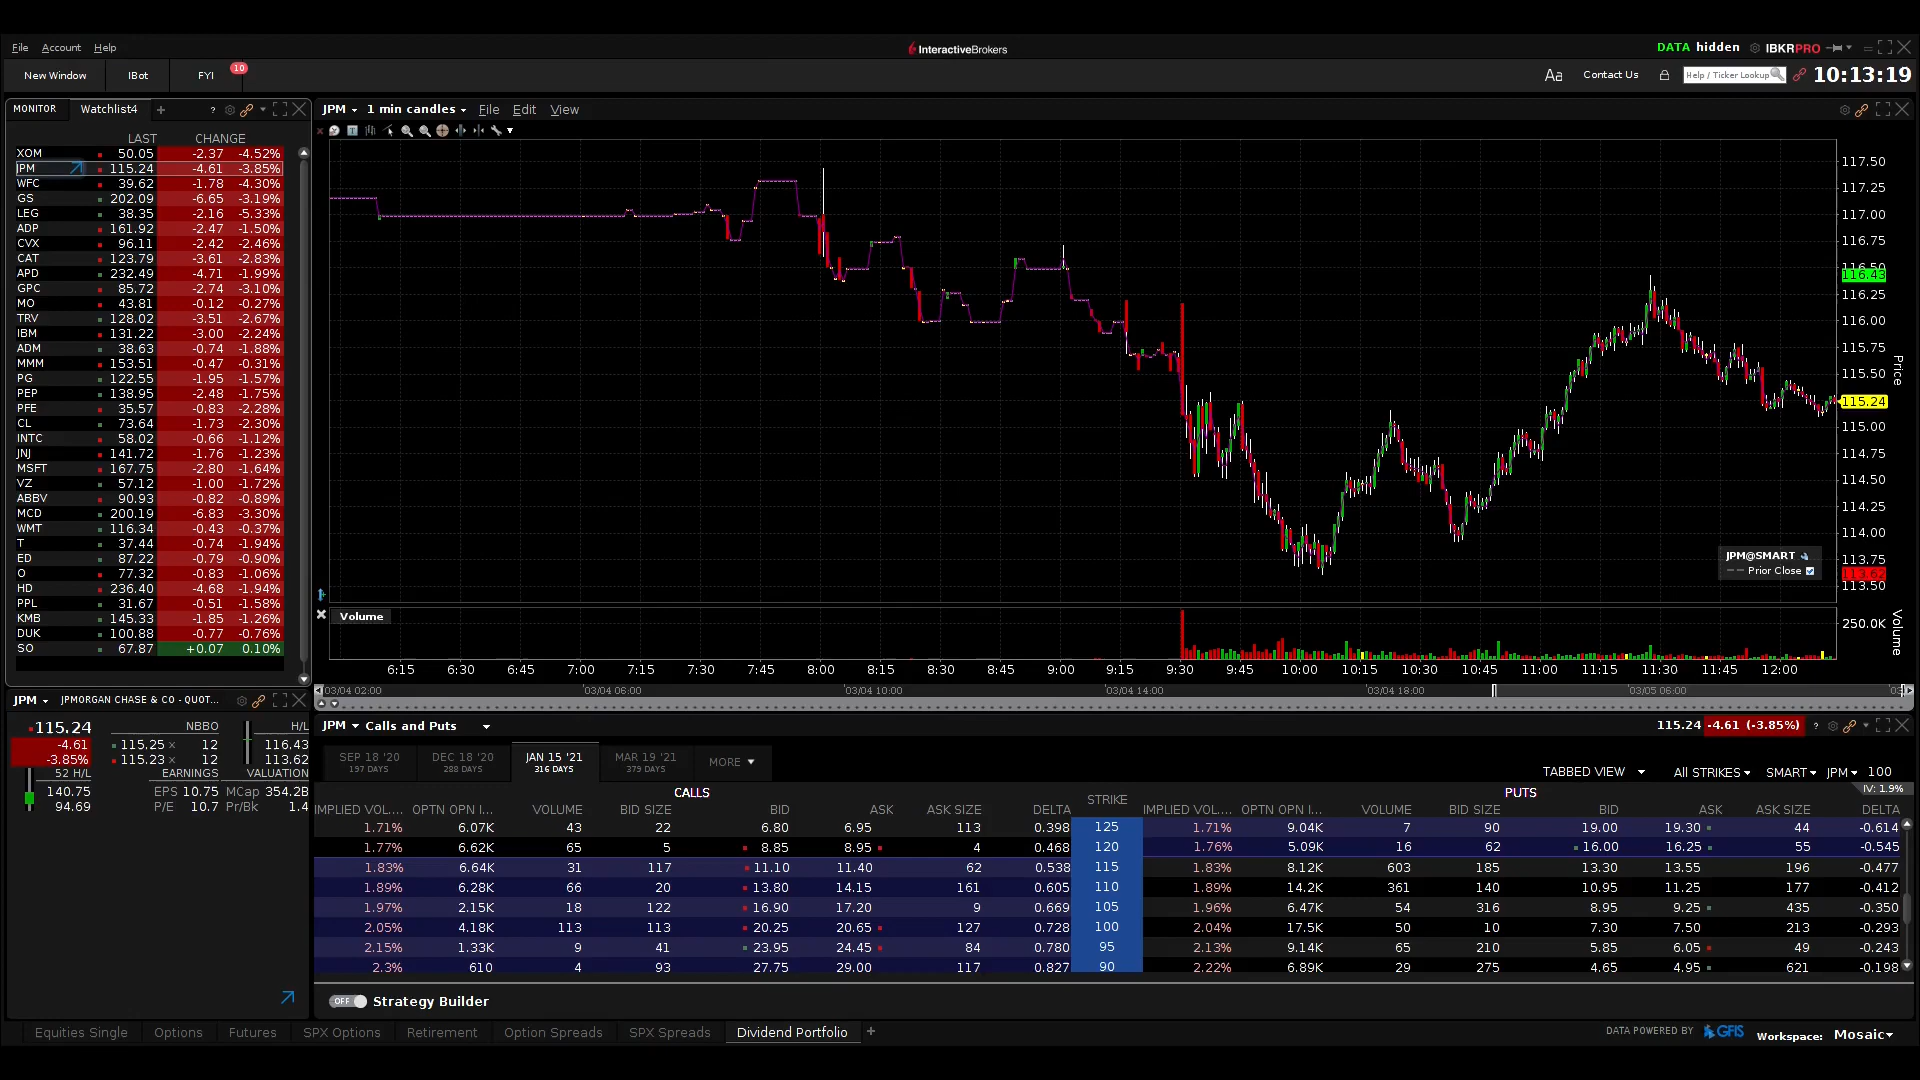 File Account Help
InteractiveBrokers
DATA hidden IBKRPRO
New Window IBot FYI 10
Aa Contact Us Help / Ticker Lookup 10:13:19
MONITOR Watchlist4 + ?
LAST CHANGE
XOM 50.05 -2.37 -4.52%
JPM 115.24 -4.61 -3.85%
WFC 39.62 -1.78 -4.30%
GS 202.09 -6.65 -3.19%
LEG 38.35 -2.16 -5.33%
ADP 161.92 -2.47 -1.50%
CVX 96.11 -2.42 -2.46%
CAT 123.79 -3.61 -2.83%
APD 232.49 -4.71 -1.99%
GPC 85.72 -2.74 -3.10%
MO 43.81 -0.12 -0.27%
TRV 128.02 -3.51 -2.67%
IBM 131.22 -3.00 -2.24%
ADM 38.63 -0.74 -1.88%
MMM 153.51 -0.47 -0.31%
PG 122.55 -1.95 -1.57%
PEP 138.95 -2.48 -1.75%
PFE 35.57 -0.83 -2.28%
CL 73.64 -1.73 -2.30%
INTC 58.02 -0.66 -1.12%
JNJ 141.72 -1.76 -1.23%
MSFT 167.75 -2.80 -1.64%
VZ 57.12 -1.00 -1.72%
ABBV 90.93 -0.82 -0.89%
MCD 200.19 -6.83 -3.30%
WMT 116.34 -0.43 -0.37%
T 37.44 -0.74 -1.94%
ED 87.22 -0.79 -0.90%
O 77.32 -0.83 -1.06%
HD 236.40 -4.68 -1.94%
PPL 31.67 -0.51 -1.58%
KMB 145.33 -1.85 -1.26%
DUK 100.88 -0.77 -0.76%
SO 67.87 +0.07 0.10%
JPM JPMORGAN CHASE & CO - QUOT...
115.24 NBBO H/L
-4.61 115.25 × 12 116.43
-3.85% 115.23 × 12 113.62
52 H/L EARNINGS VALUATION
140.75 EPS 10.75 MCap 354.2B
94.69 P/E 10.7 Pr/Bk 1.4
JPM 1 min candles File Edit View
117.50
117.25
117.00
116.75
116.50
116.43
116.25
116.00
115.75
115.50
115.24
115.00
114.75
114.50
114.25
114.00
113.75
113.62
113.50
Price
JPM@SMART
Prior Close
Volume
250.0K
Volume
6:15 6:30 6:45 7:00 7:15 7:30 7:45 8:00 8:15 8:30 8:45 9:00 9:15 9:30 9:45 10:00 10:15 10:30 10:45 11:00 11:15 11:30 11:45 12:00
03/04 02:00 03/04 06:00 03/04 10:00 03/04 14:00 03/04 18:00 03/05 06:00
JPM Calls and Puts 115.24 -4.61 (-3.85%) ?
SEP 18 '20 DEC 18 '20 JAN 15 '21 MAR 19 '21 MORE
197 DAYS 288 DAYS 316 DAYS 379 DAYS
TABBED VIEW All STRIKES SMART JPM 100
IV: 1.9%
CALLS STRIKE PUTS
IMPLIED VOL.... OPTN OPN I... VOLUME BID SIZE BID ASK ASK SIZE DELTA IMPLIED VOL.... OPTN OPN I... VOLUME BID SIZE BID ASK ASK SIZE DELTA
1.71% 6.07K 43 22 6.80 6.95 113 0.398 125 1.71% 9.04K 7 90 19.00 19.30 44 -0.614
1.77% 6.62K 65 5 8.85 8.95 4 0.468 120 1.76% 5.09K 16 62 16.00 16.25 55 -0.545
1.83% 6.64K 31 117 11.10 11.40 62 0.538 115 1.83% 8.12K 603 185 13.30 13.55 196 -0.477
1.89% 6.28K 66 20 13.80 14.15 161 0.605 110 1.89% 14.2K 361 140 10.95 11.25 177 -0.412
1.97% 2.15K 18 122 16.90 17.20 9 0.669 105 1.96% 6.47K 54 316 8.95 9.25 435 -0.350
2.05% 4.18K 113 113 20.25 20.65 127 0.728 100 2.04% 17.5K 50 10 7.30 7.50 213 -0.293
2.15% 1.33K 9 41 23.95 24.45 84 0.780 95 2.13% 9.14K 65 210 5.85 6.05 49 -0.243
2.3% 610 4 93 27.75 29.00 117 0.827 90 2.22% 6.89K 29 275 4.65 4.95 621 -0.198
OFF Strategy Builder
Equities Single Options Futures SPX Options Retirement Option Spreads SPX Spreads Dividend Portfolio +
DATA POWERED BY GFIS Workspace: Mosaic